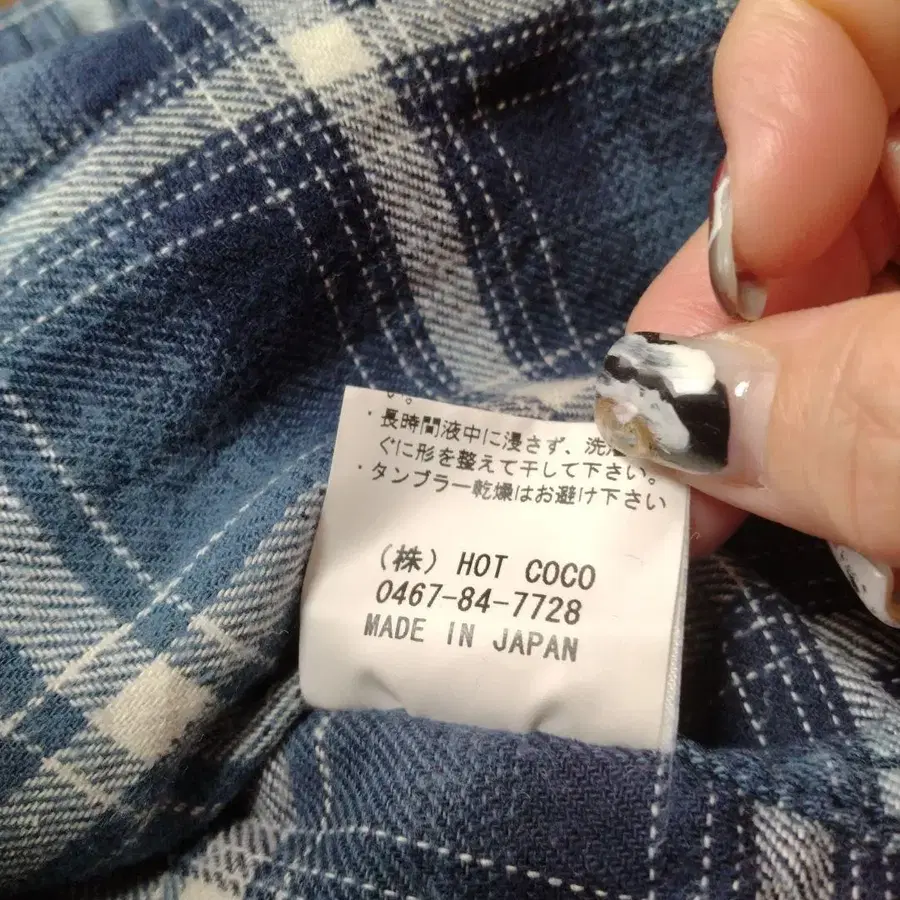 。
・長時間液中に浸さず、洗
ぐに形を整えて干して下さい。
・タンブラー乾燥はお避け下さい
(株) HOT COCO
0467-84-7728
MADE IN JAPAN